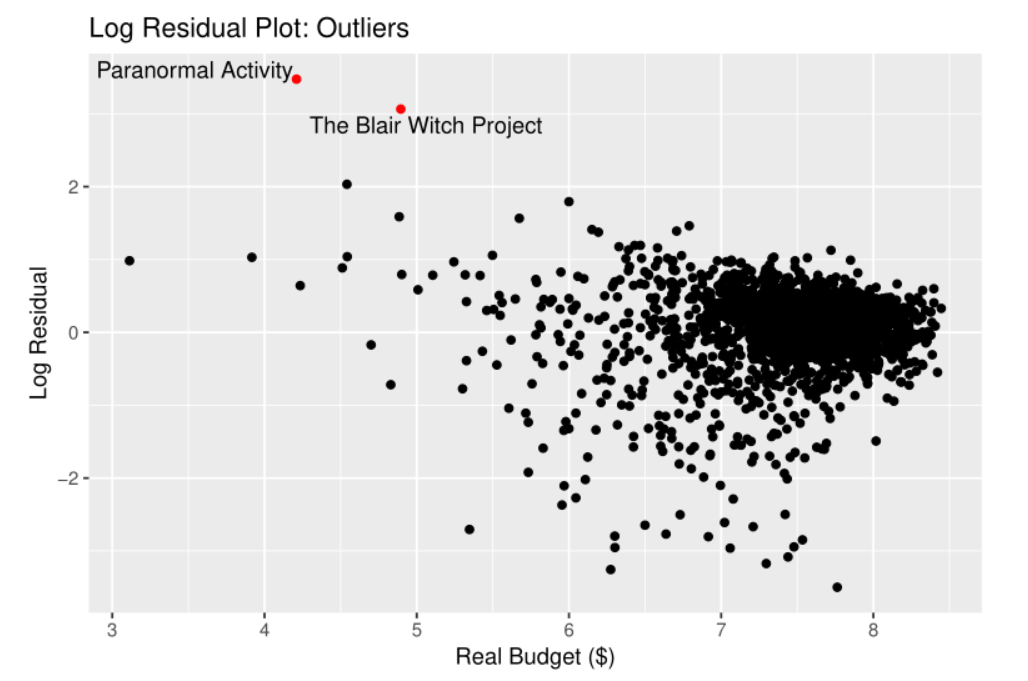 Log Residual Plot: Outliers
Paranormal Activity
The Blair Witch Project
2
0
−2
Log Residual
3 4 5 6 7 8
Real Budget ($)